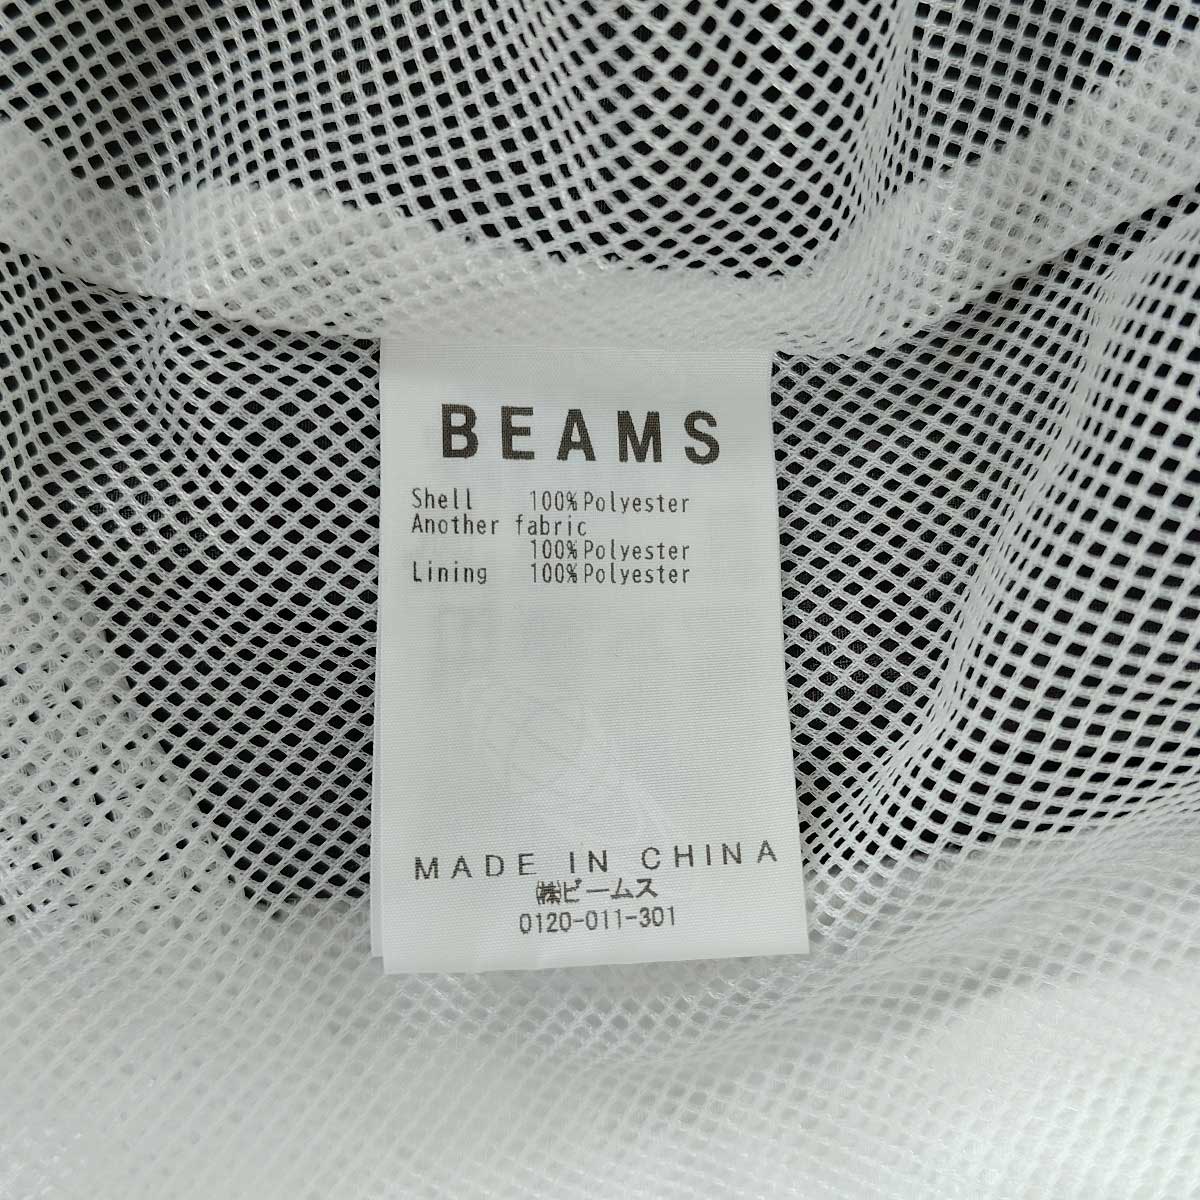 BEAMS
Shell 100% Polyester
Another fabric
100% Polyester
Lining 100% Polyester
MADE IN CHINA
㈱ビームス
0120-011-301